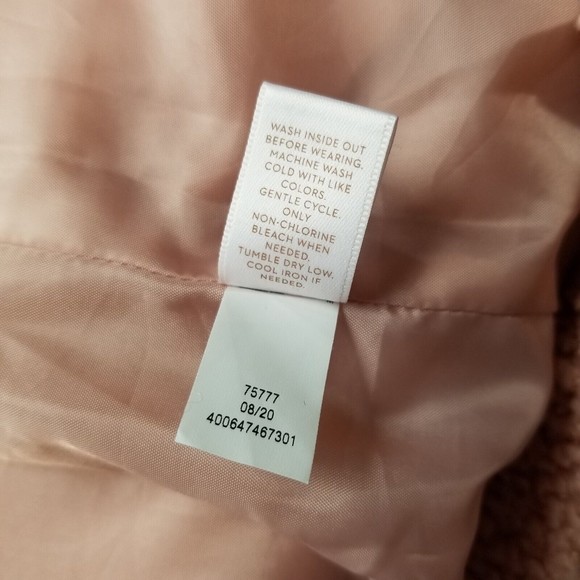 WASH INSIDE OUT
BEFORE WEARING.
MACHINE WASH
COLD WITH LIKE
COLORS.
GENTLE CYCLE.
ONLY
NON-CHLORINE
BLEACH WHEN
NEEDED.
TUMBLE DRY LOW.
COOL IRON IF
NEEDED.
75777
08/20
400647467301